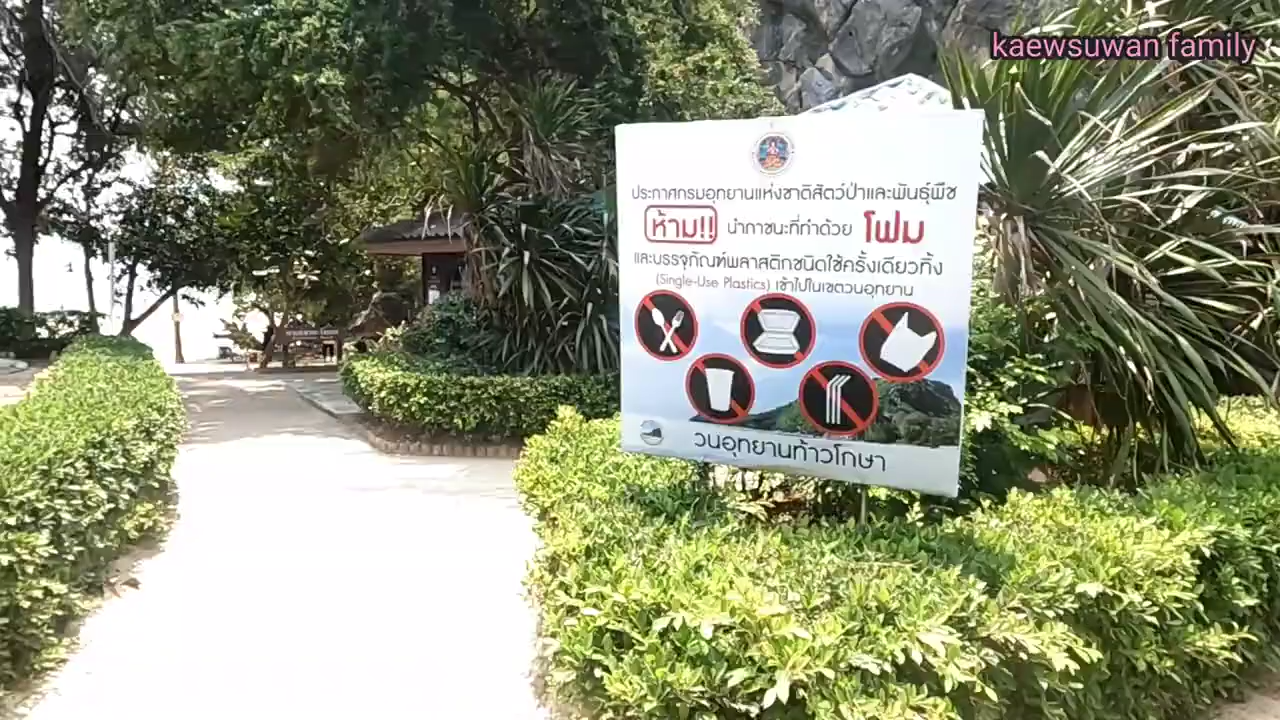 kaewsuwan family
ประกาศกรมอุทยานแห่งชาติสัตว์ป่าและพันธุ์พืช
ห้าม!! นำภาชนะที่ทำด้วย โฟม
และบรรจุภัณฑ์พลาสติกชนิดใช้ครั้งเดียวทิ้ง
(Single-Use Plastics) เข้าไปในเขตวนอุทยาน
วนอุทยานท้าวโกษา